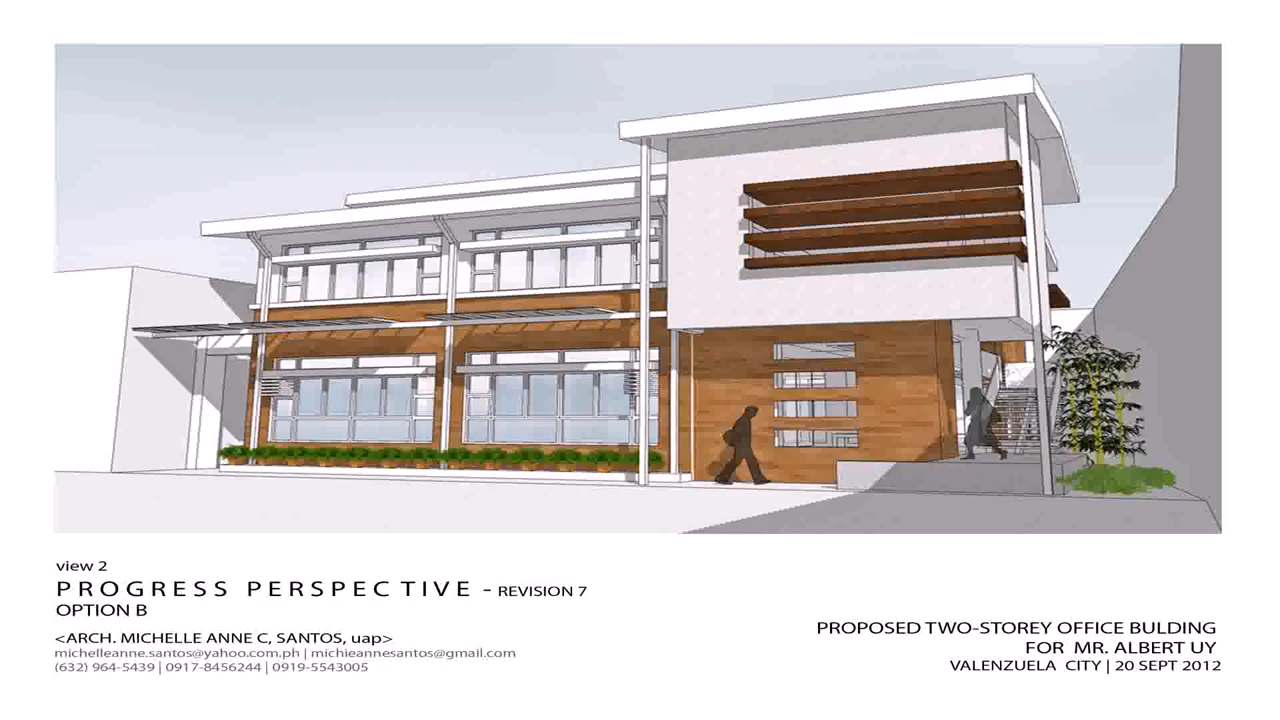 view 2
PROGRESS PERSPECTIVE - REVISION 7
OPTION B
<ARCH. MICHELLE ANNE C, SANTOS, uap>
michelleanne.santos@yahoo.com.ph | michieannesantos@gmail.com
(632) 964-5439 | 0917-8456244 | 0919-5543005
PROPOSED TWO-STOREY OFFICE BULDING
FOR MR. ALBERT UY
VALENZUELA CITY | 20 SEPT 2012